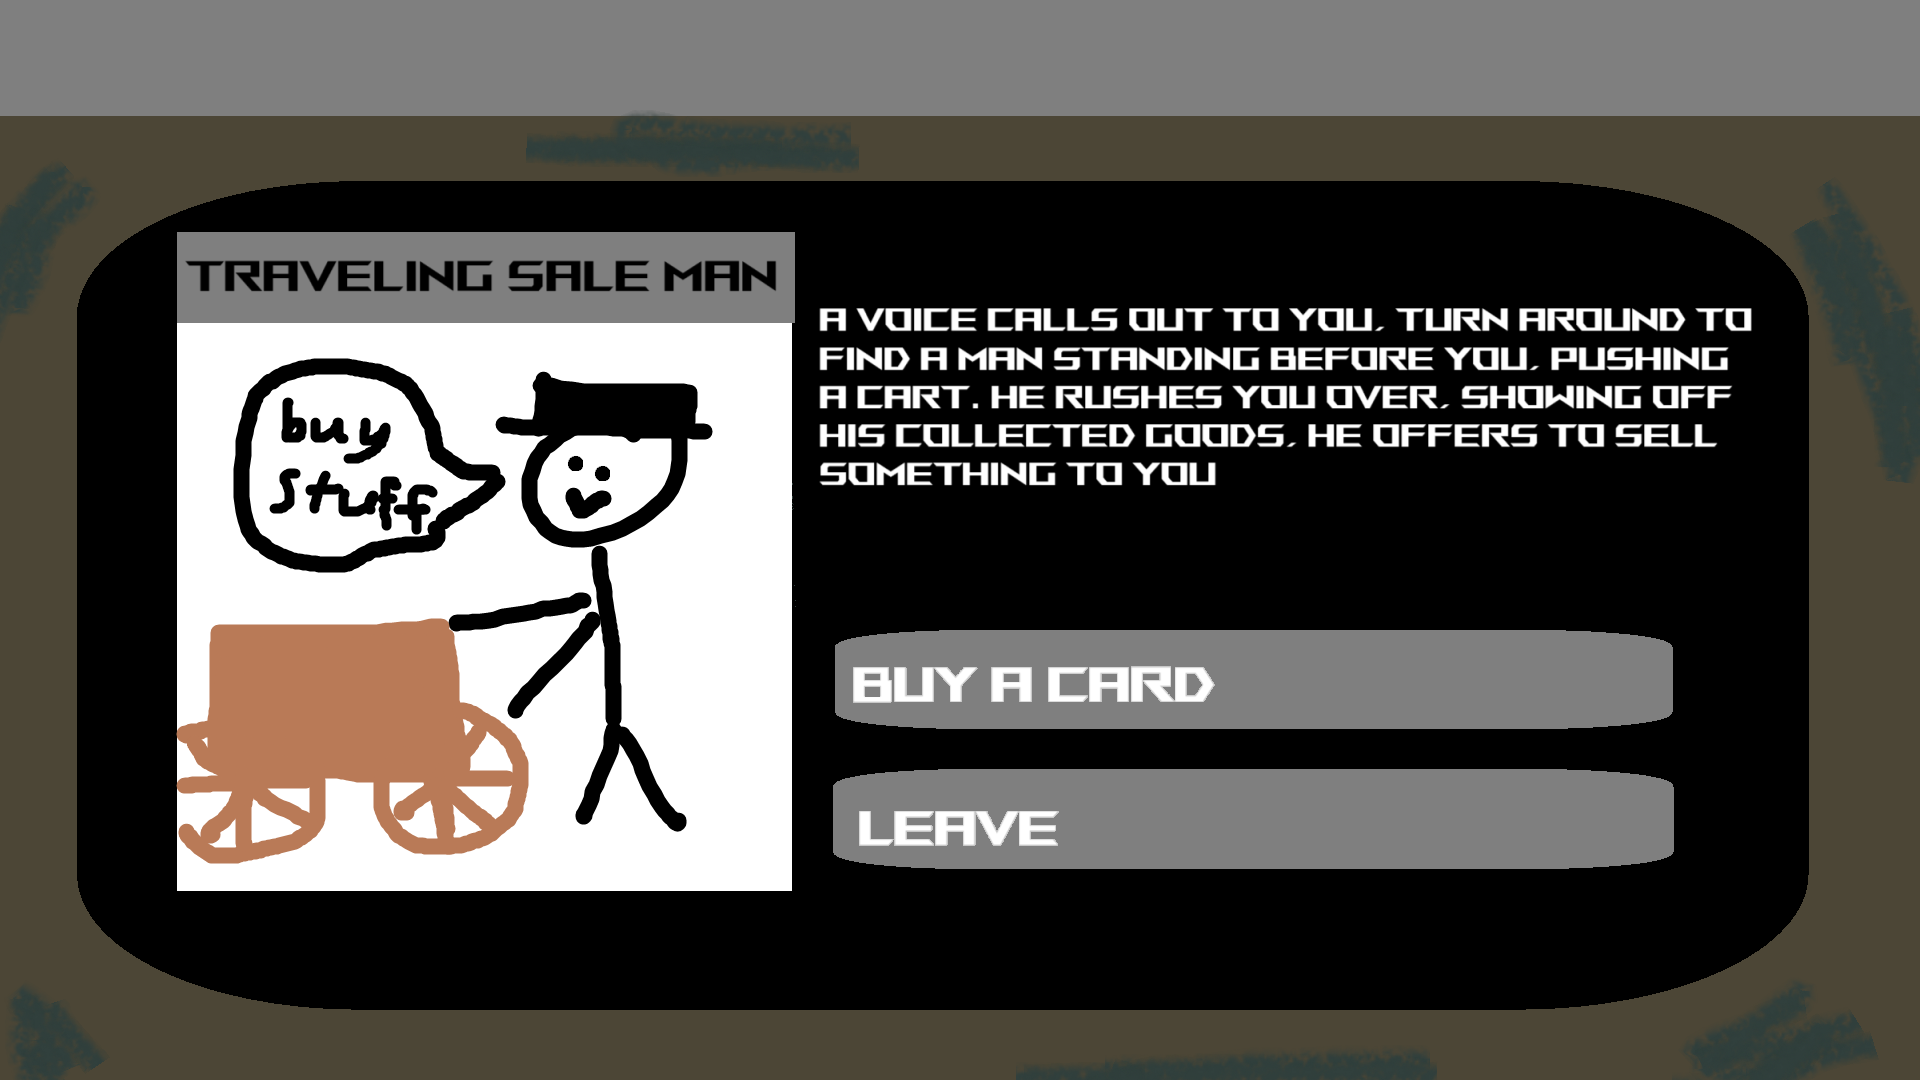 TRAVELING SALE MAN
buy
stuff
A VOICE CALLS OUT TO YOU, TURN AROUND TO
FIND A MAN STANDING BEFORE YOU, PUSHING
A CART. HE RUSHES YOU OVER, SHOWING OFF
HIS COLLECTED GOODS, HE OFFERS TO SELL
SOMETHING TO YOU
BUY A CARD
LEAVE